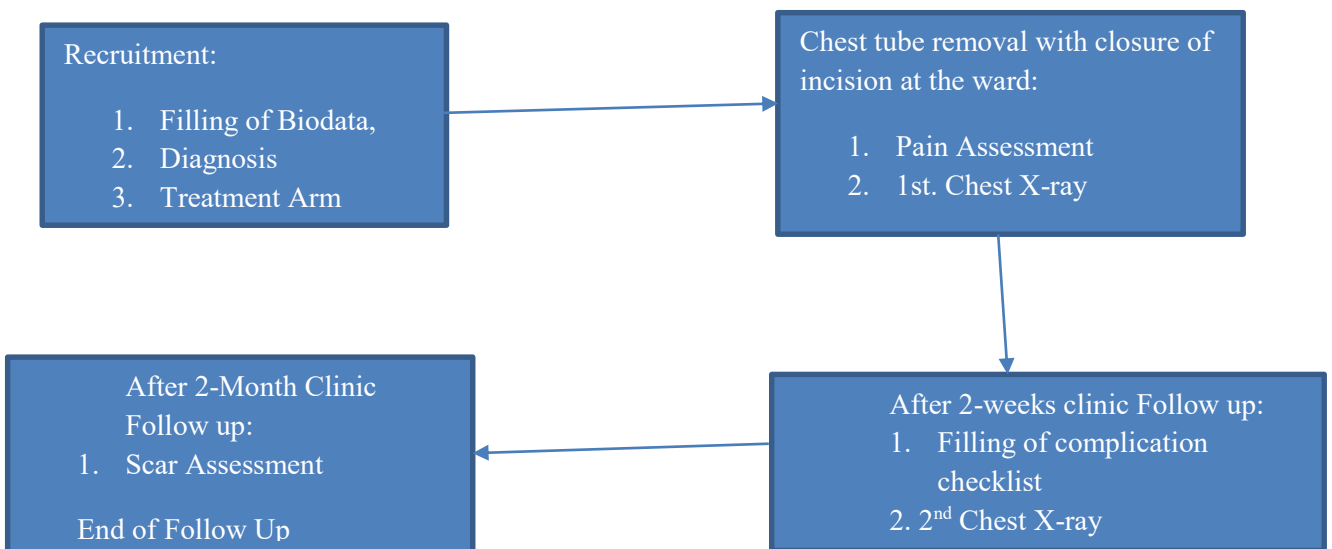 Recruitment:
1. Filling of Biodata,
2. Diagnosis
3. Treatment Arm
Chest tube removal with closure of
incision at the ward:
1. Pain Assessment
2. 1st. Chest X-ray
After 2-weeks clinic Follow up:
1. Filling of complication
checklist
2. 2nd Chest X-ray
After 2-Month Clinic
Follow up:
1. Scar Assessment
End of Follow Up